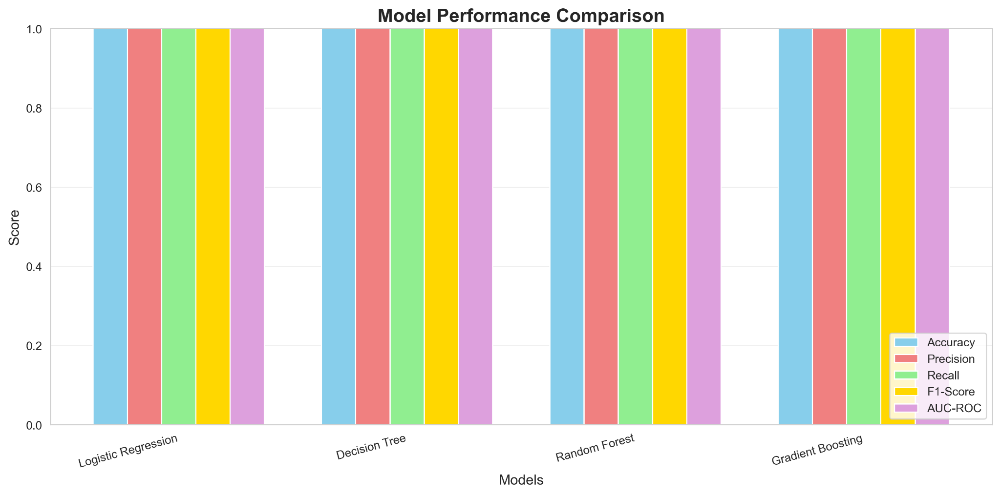 Model Performance Comparison
1.0
0.8
0.6
0.4
0.2
0.0
Score
Logistic Regression
Decision Tree
Random Forest
Gradient Boosting
Models
Accuracy
Precision
Recall
F1-Score
AUC-ROC